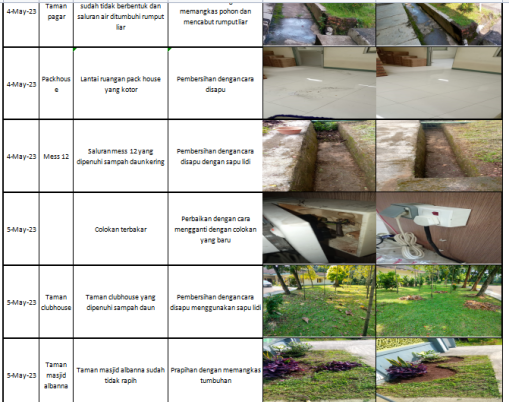 4-May-23
Taman
pagar
sudah tidak berbentuk dan
saluran air ditumbuhi rumput
liar
memangkas pohon dan
mencabut rumput liar
4-May-23
Packhous
e
Lantai ruangan pack house
yang kotor
Pembersihan dengan cara
disapu
4-May-23
Mess 12
Saluran mess 12 yang
dipenuhi sampah daun kering
Pembersihan dengan cara
disapu dengan sapu lidi
5-May-23
Colokan terbakar
Perbaikan dengan cara
mengganti dengan colokan
yang baru
5-May-23
Taman
clubhouse
Taman clubhouse yang
dipenuhi sampah daun
Pembersihan dengan cara
disapu menggunakan sapu lidi
5-May-23
Taman
masjid
albanna
Taman masjid albanna sudah
tidak rapih
Prapihan dengan memangkas
tumbuhan